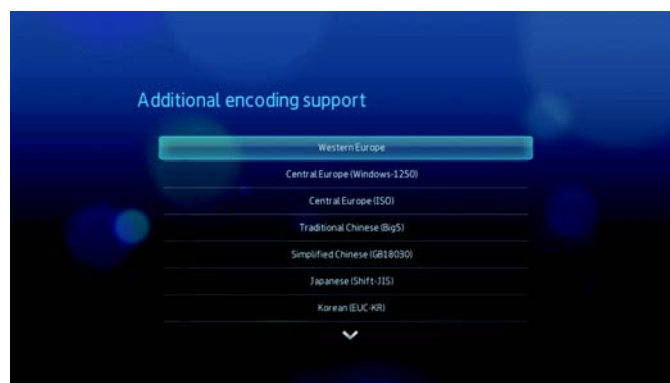 Additional encoding support
Western Europe
Central Europe (Windows-1250)
Central Europe (ISO)
Traditional Chinese (Big5)
Simplified Chinese (GB18030)
Japanese (Shift-JIS)
Korean (EUC-KR)